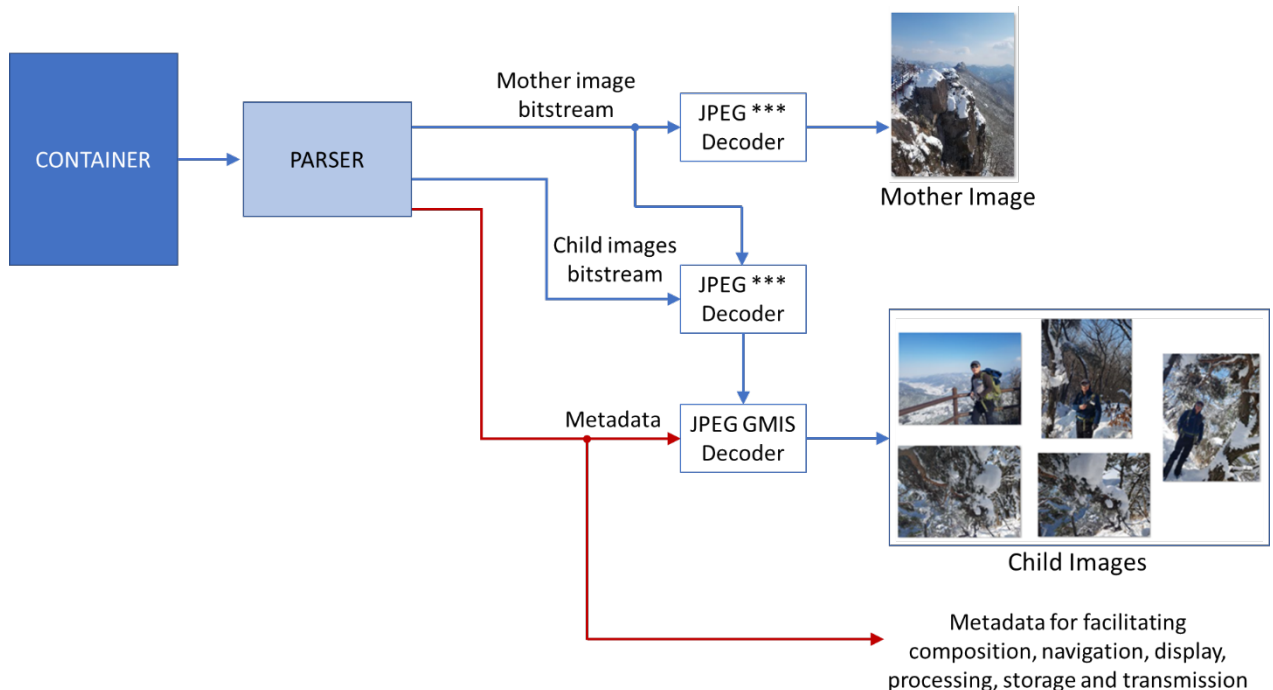 CONTAINER
PARSER
Mother image
bitstream
JPEG ***
Decoder
Mother Image
Child images
bitstream
JPEG ***
Decoder
Metadata
JPEG GMIS
Decoder
Child Images
Metadata for facilitating
composition, navigation, display,
processing, storage and transmission